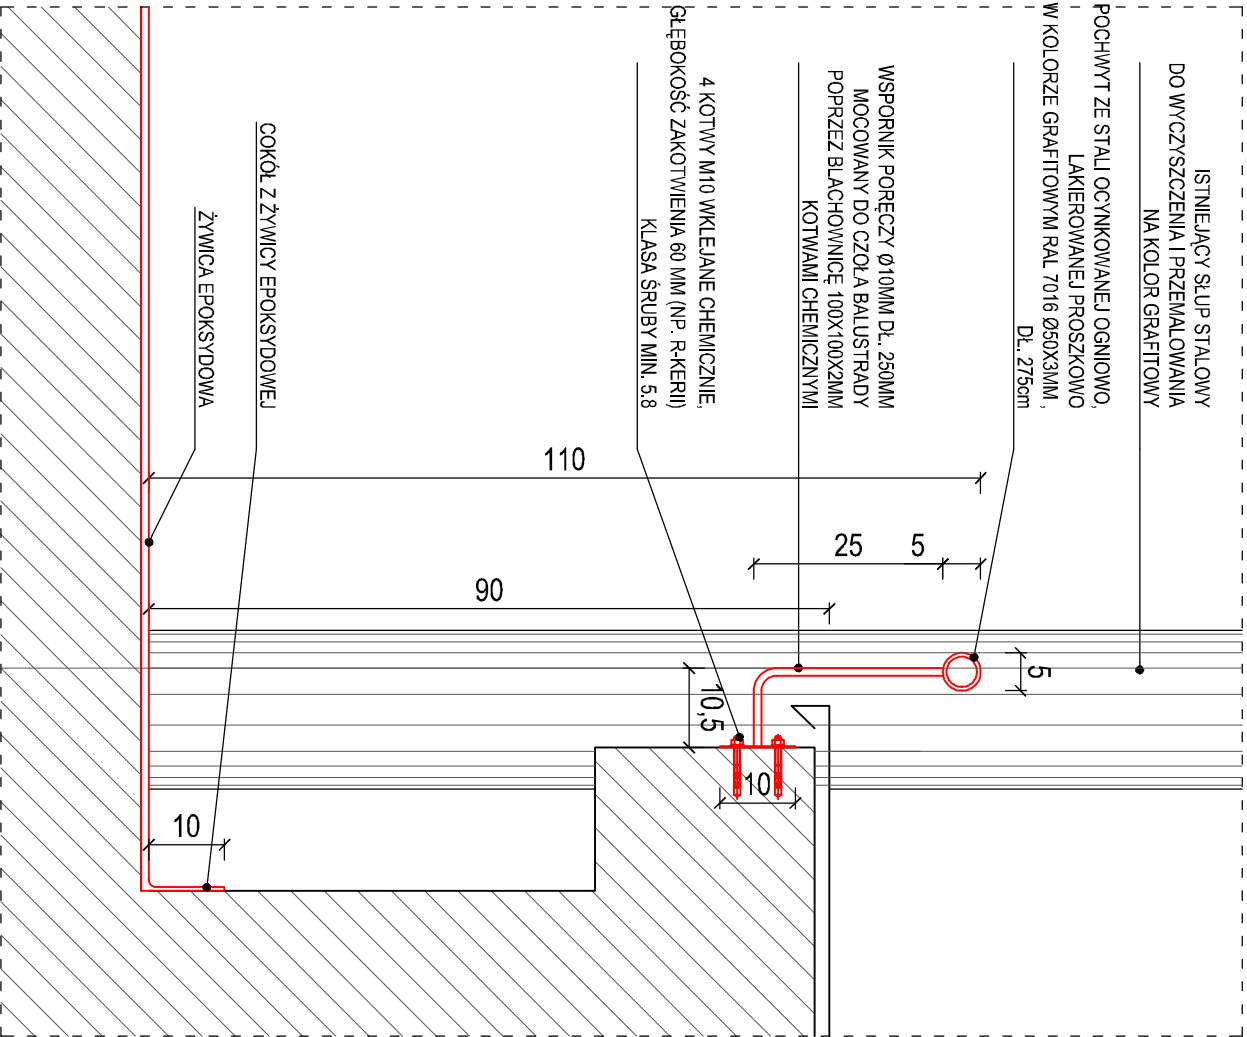 ISTNIEJĄCY SŁUP STALOWY
DO WYCZYSZCZENIA I PRZEMALOWANIA
NA KOLOR GRAFITOWY
POCHWYT ZE STALI OCYNKOWANEJ OGNIOWO,
LAKIEROWANEJ PROSZKOWO
W KOLORZE GRAFITOWYM RAL 7016 Ø50X3MM ,
DŁ. 275cm
WSPORNIK PORĘCZY Ø10MM DŁ. 250MM
MOCOWANY DO CZOŁA BALUSTRADY
POPRZEZ BLACHOWNICĘ 100X100X2MM
KOTWAMI CHEMICZNYMI
4 KOTWY M10 WKLEJANE CHEMICZNIE,
GŁĘBOKOŚĆ ZAKOTWIENIA 60 MM (NP. R-KERII)
KLASA ŚRUBY MIN. 5.8
COKÓŁ Z ŻYWICY EPOKSYDOWEJ
ŻYWICA EPOKSYDOWA
110
25
5
90
5
10,5
10
10